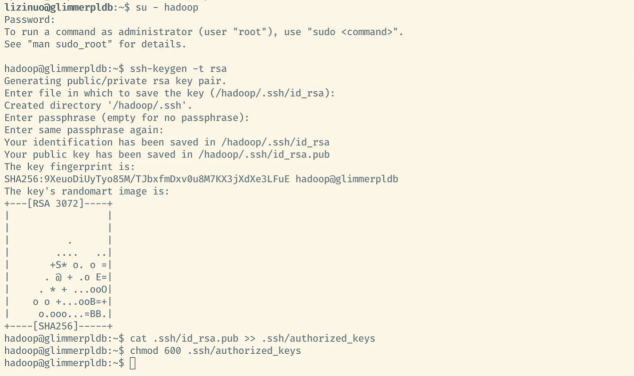 lizinuo@glimmerpldb:~$ su - hadoop
Password:
To run a command as administrator (user "root"), use "sudo <command>".
See "man sudo_root" for details.

hadoop@glimmerpldb:~$ ssh-keygen -t rsa
Generating public/private rsa key pair.
Enter file in which to save the key (/hadoop/.ssh/id_rsa):
Created directory '/hadoop/.ssh'.
Enter passphrase (empty for no passphrase):
Enter same passphrase again:
Your identification has been saved in /hadoop/.ssh/id_rsa
Your public key has been saved in /hadoop/.ssh/id_rsa.pub
The key fingerprint is:
SHA256:9XeuoDiUyTyo85M/TJbxfmDxv0u8M7KX3jXdXe3LFuE hadoop@glimmerpldb
The key's randomart image is:
+---[RSA 3072]----+
|                 |
|                 |
|          .      |
|        ....   ..|
|       +S* o. o =|
|      . @ + .o E=|
|     . * + ...ooO|
|    o o +...ooB=+|
|     o.ooo...=BB.|
+----[SHA256]-----+
hadoop@glimmerpldb:~$ cat .ssh/id_rsa.pub >> .ssh/authorized_keys
hadoop@glimmerpldb:~$ chmod 600 .ssh/authorized_keys
hadoop@glimmerpldb:~$